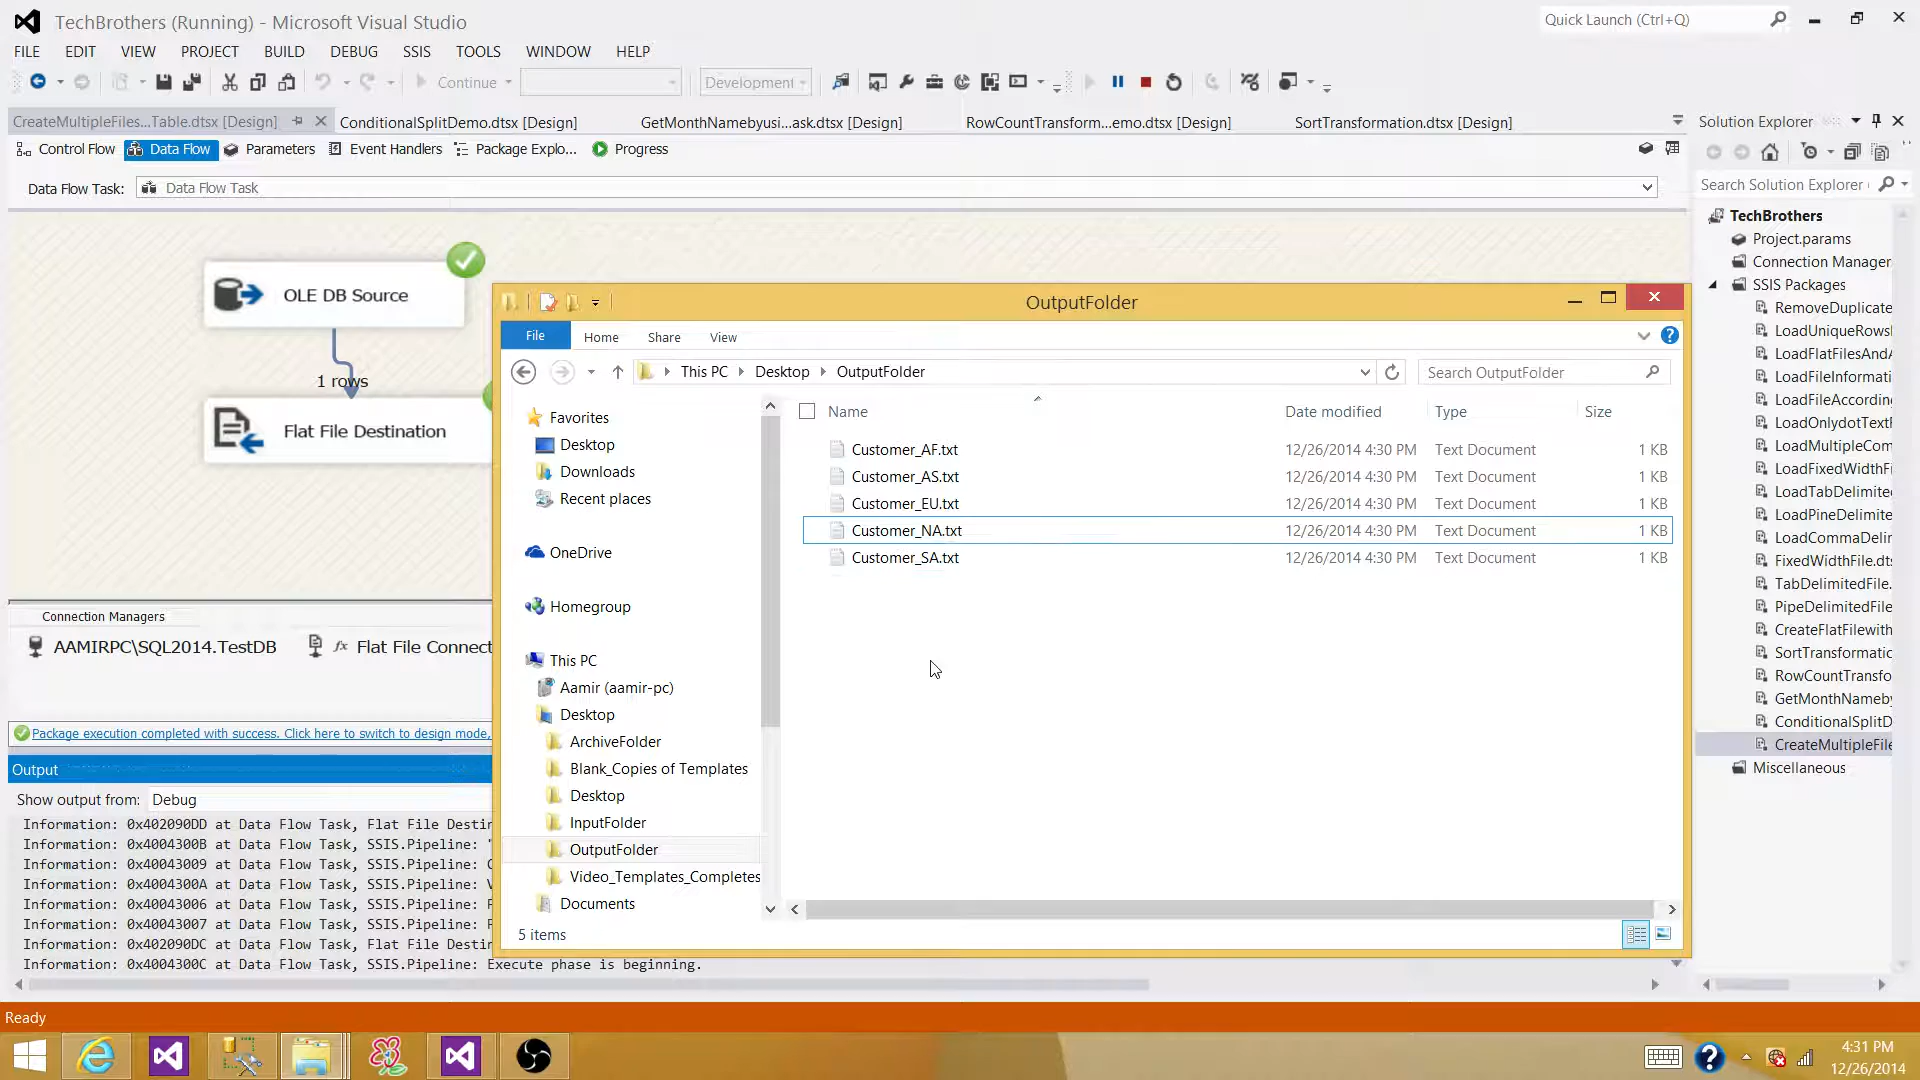 TechBrothers (Running) - Microsoft Visual Studio
Quick Launch (Ctrl+Q)
FILE EDIT VIEW PROJECT BUILD DEBUG SSIS TOOLS WINDOW HELP
Continue
Development
CreateMultipleFiles...Table.dtsx [Design]
ConditionalSplitDemo.dtsx [Design]
GetMonthNamebyusi...ask.dtsx [Design]
RowCountTransform...emo.dtsx [Design]
SortTransformation.dtsx [Design]
Control Flow
Data Flow
Parameters
Event Handlers
Package Explo...
Progress
Data Flow Task:
Data Flow Task
OLE DB Source
1 rows
Flat File Destination
Connection Managers
AAMIRPC\SQL2014.TestDB
fx Flat File Connect
Package execution completed with success. Click here to switch to design mode,
Output
Show output from: Debug
Information: 0x402090DD at Data Flow Task, Flat File Destin
Information: 0x4004300B at Data Flow Task, SSIS.Pipeline: "
Information: 0x40043009 at Data Flow Task, SSIS.Pipeline: C
Information: 0x4004300A at Data Flow Task, SSIS.Pipeline: V
Information: 0x40043006 at Data Flow Task, SSIS.Pipeline: P
Information: 0x40043007 at Data Flow Task, SSIS.Pipeline: P
Information: 0x402090DC at Data Flow Task, Flat File Destin
Information: 0x4004300C at Data Flow Task, SSIS.Pipeline: Execute phase is beginning.
Ready
OutputFolder
File Home Share View
This PC Desktop OutputFolder
Search OutputFolder
Favorites
Desktop
Downloads
Recent places
OneDrive
Homegroup
This PC
Aamir (aamir-pc)
Desktop
ArchiveFolder
Blank_Copies of Templates
Desktop
InputFolder
OutputFolder
Video_Templates_Completes
Documents
Name Date modified Type Size
Customer_AF.txt 12/26/2014 4:30 PM Text Document 1 KB
Customer_AS.txt 12/26/2014 4:30 PM Text Document 1 KB
Customer_EU.txt 12/26/2014 4:30 PM Text Document 1 KB
Customer_NA.txt 12/26/2014 4:30 PM Text Document 1 KB
Customer_SA.txt 12/26/2014 4:30 PM Text Document 1 KB
5 items
Solution Explorer
Search Solution Explorer
TechBrothers
Project.params
Connection Manager
SSIS Packages
RemoveDuplicate
LoadUniqueRows
LoadFlatFilesAnd
LoadFileInformati
LoadFileAccording
LoadOnlydotTextF
LoadMultipleCom
LoadFixedWidthFi
LoadTabDelimite
LoadPineDelimite
LoadCommaDelin
FixedWidthFile.dts
TabDelimitedFile.
PipeDelimitedFile
CreateFlatFilewith
SortTransformatic
RowCountTransfo
GetMonthNameby
ConditionalSplitD
CreateMultipleFile
Miscellaneous
4:31 PM
12/26/2014